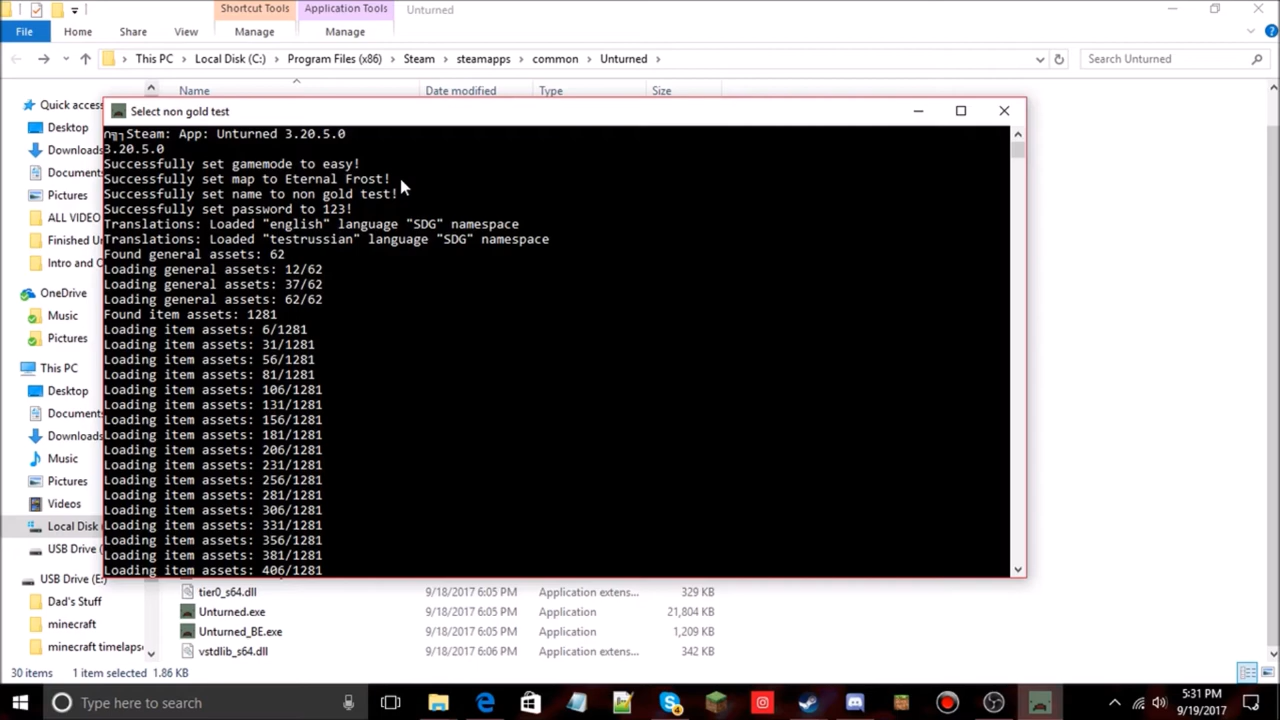 File
Home
Share
View
Shortcut Tools
Manage
Application Tools
Manage
Unturned
This PC
Local Disk (C:)
Program Files (x86)
Steam
steamapps
common
Unturned
Search Unturned
Name
Date modified
Type
Size
Quick access
Desktop
Downloads
Documents
Pictures
ALL VIDEO
Finished Un
Intro and O
OneDrive
Music
Pictures
This PC
Desktop
Documents
Downloads
Music
Pictures
Videos
Local Disk (
USB Drive (
USB Drive (E:)
Dad's Stuff
minecraft
minecraft timelaps
Select non gold test
Steam: App: Unturned 3.20.5.0
3.20.5.0
Successfully set gamemode to easy!
Successfully set map to Eternal Frost!
Successfully set name to non gold test!
Successfully set password to 123!
Translations: Loaded "english" language "SDG" namespace
Translations: Loaded "testrussian" language "SDG" namespace
Found general assets: 62
Loading general assets: 12/62
Loading general assets: 37/62
Loading general assets: 62/62
Found item assets: 1281
Loading item assets: 6/1281
Loading item assets: 31/1281
Loading item assets: 56/1281
Loading item assets: 81/1281
Loading item assets: 106/1281
Loading item assets: 131/1281
Loading item assets: 156/1281
Loading item assets: 181/1281
Loading item assets: 206/1281
Loading item assets: 231/1281
Loading item assets: 256/1281
Loading item assets: 281/1281
Loading item assets: 306/1281
Loading item assets: 331/1281
Loading item assets: 356/1281
Loading item assets: 381/1281
Loading item assets: 406/1281
tier0_s64.dll 9/18/2017 6:05 PM Application extens... 329 KB
Unturned.exe 9/18/2017 6:05 PM Application 21,804 KB
Unturned_BE.exe 9/18/2017 6:05 PM Application 1,209 KB
vstdlib_s64.dll 9/18/2017 6:06 PM Application extens... 342 KB
30 items 1 item selected 1.86 KB
Type here to search
5:31 PM
9/19/2017